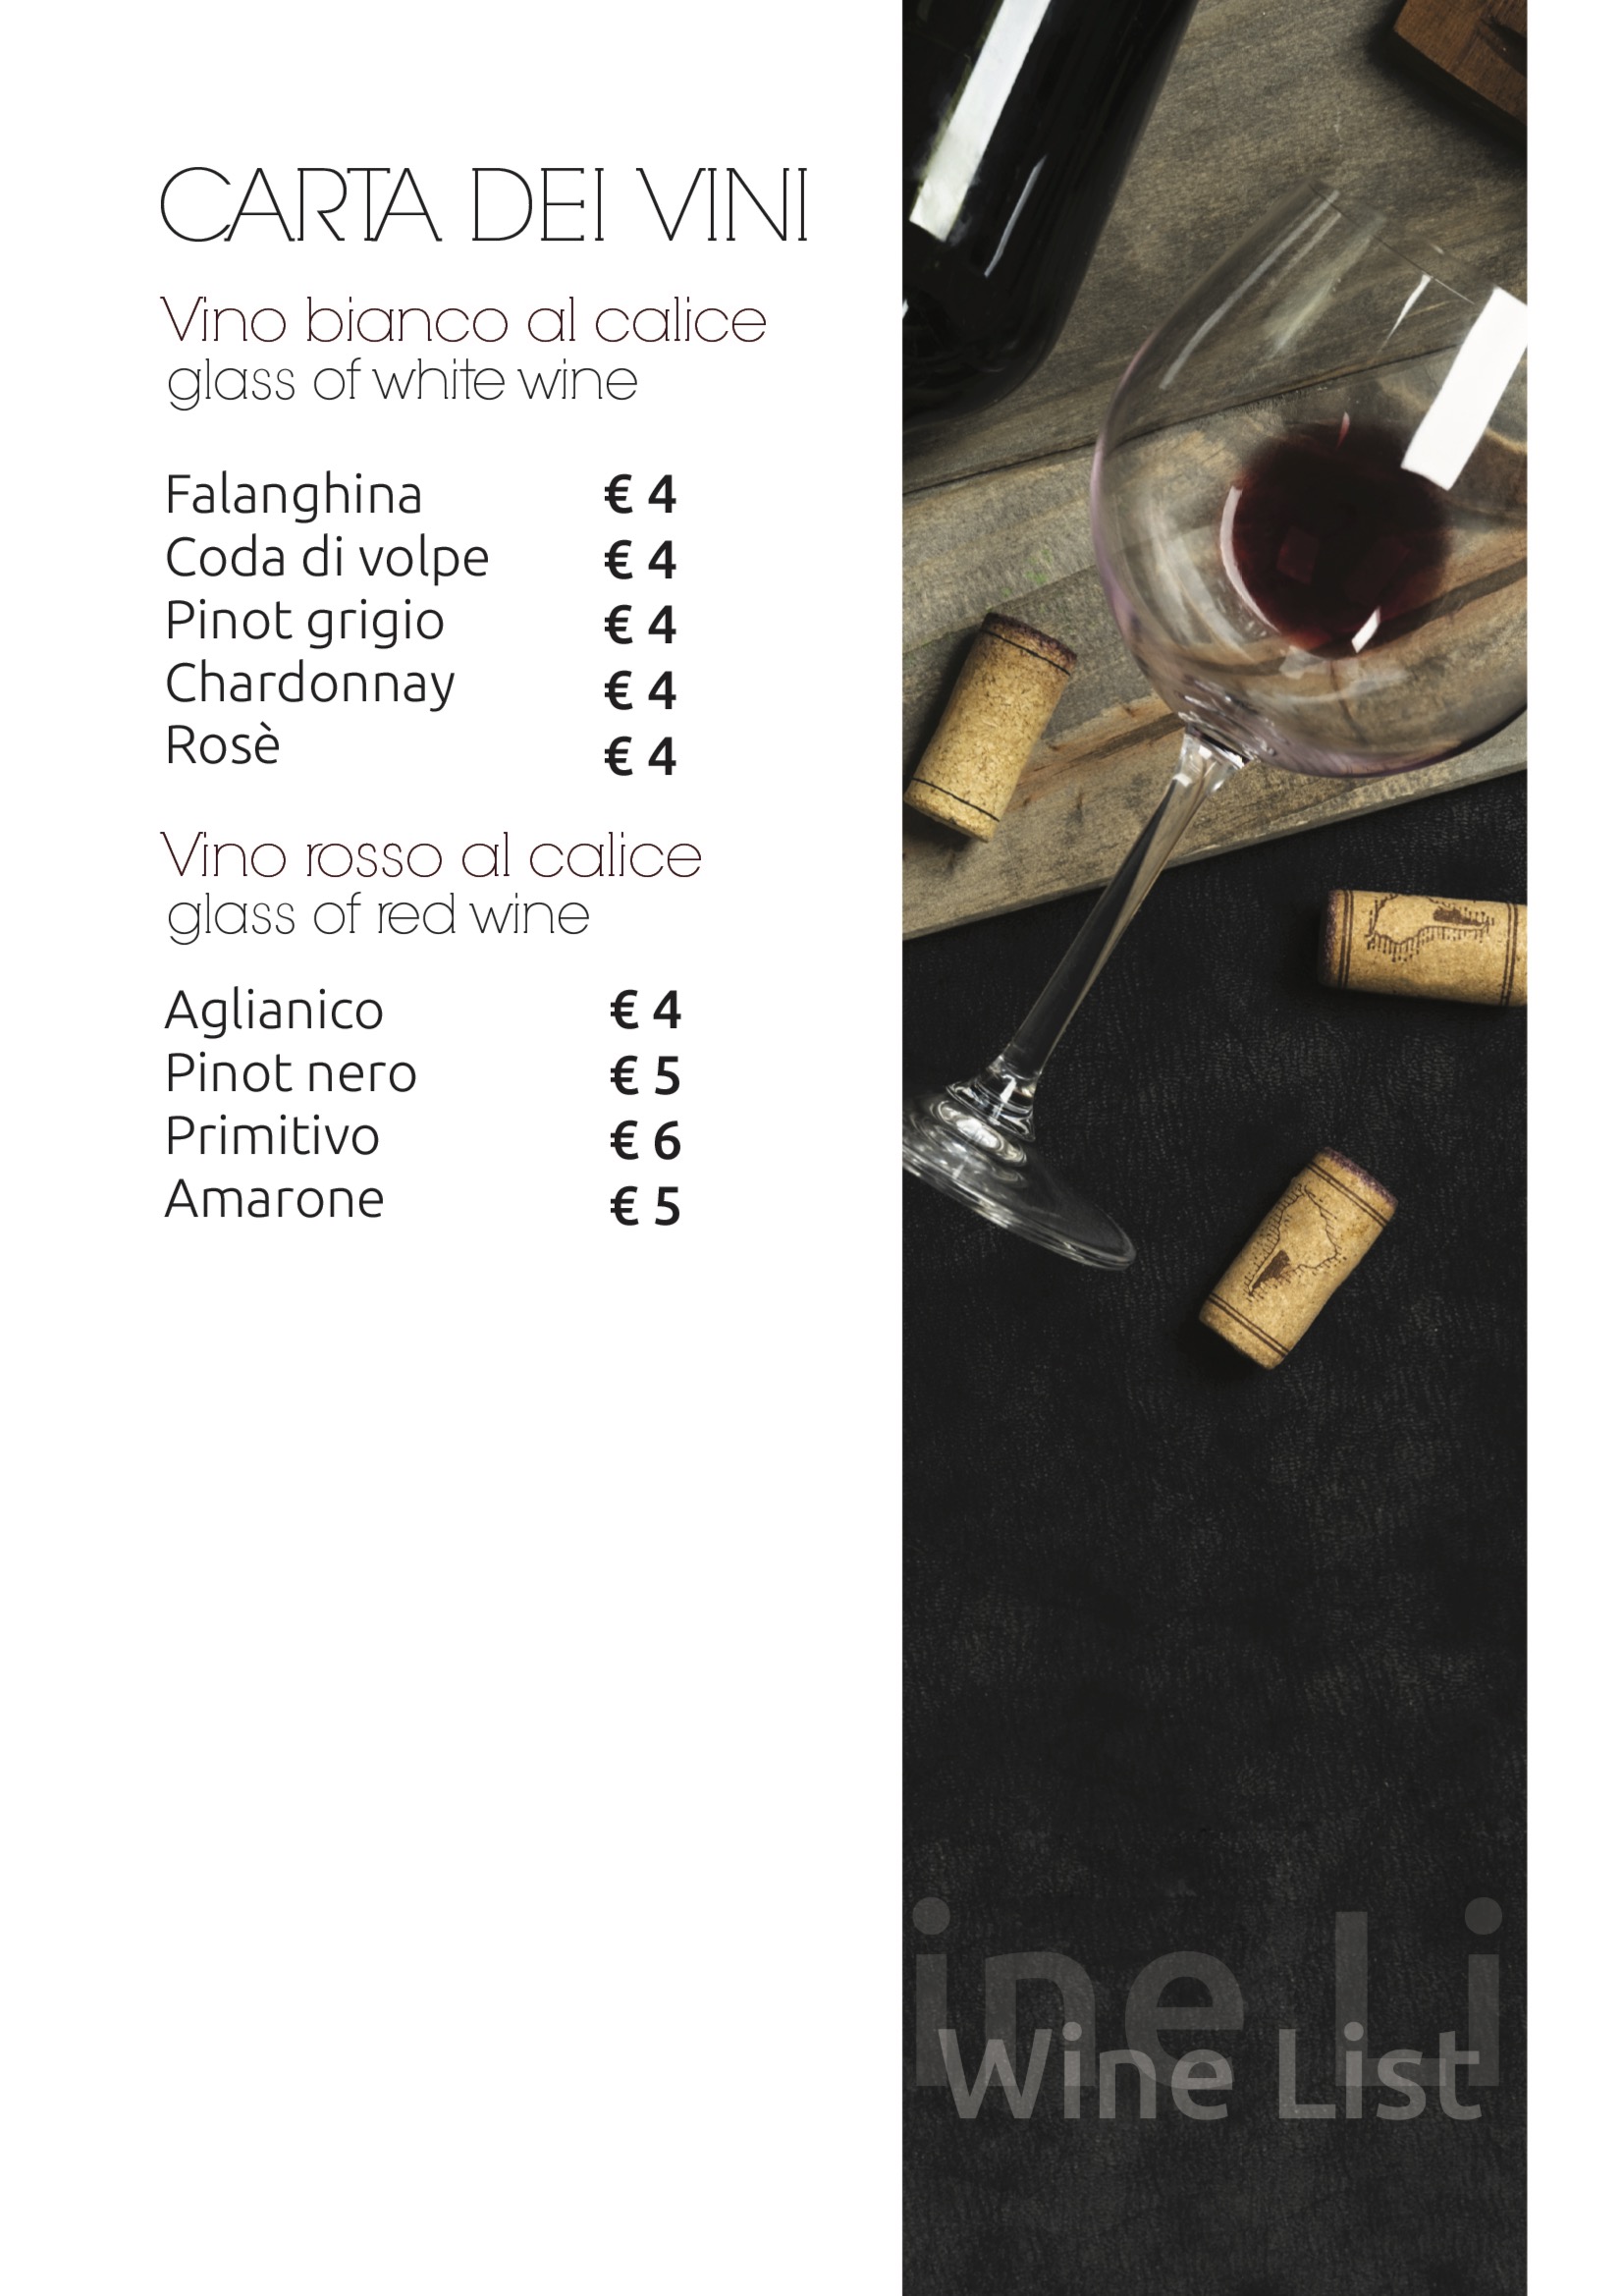 CARTA DEI VINI
Vino bianco al calice
glass of white wine
Falanghina € 4
Coda di volpe € 4
Pinot grigio € 4
Chardonnay € 4
Rosè € 4
Vino rosso al calice
glass of red wine
Aglianico € 4
Pinot nero € 5
Primitivo € 6
Amarone € 5
ine Li
Wine List